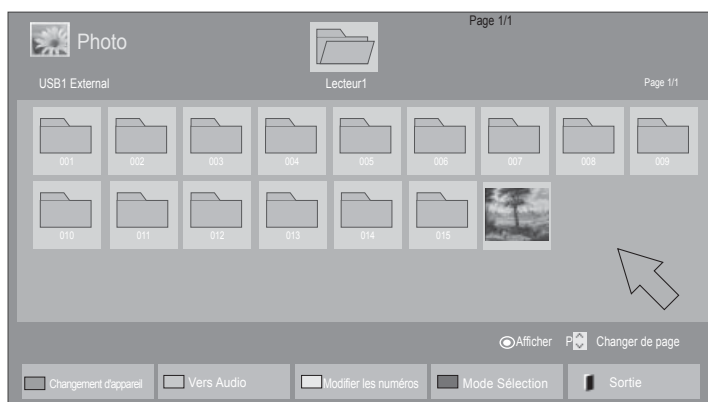 Page 1/1
Photo
USB1 External
Lecteur1
Page 1/1
001 002 003 004 005 006 007 008 009
010 011 012 013 014 015
Afficher P Changer de page
Changement d'appareil Vers Audio Modifier les numéros Mode Sélection Sortie